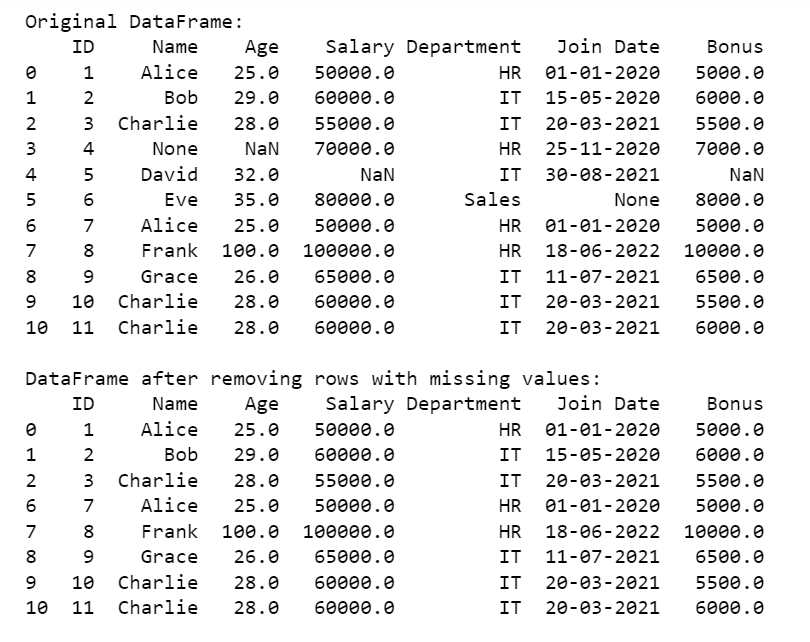 Original DataFrame:
    ID     Name    Age    Salary Department   Join Date    Bonus
0    1    Alice   25.0   50000.0         HR  01-01-2020   5000.0
1    2      Bob   29.0   60000.0         IT  15-05-2020   6000.0
2    3  Charlie   28.0   55000.0         IT  20-03-2021   5500.0
3    4     None    NaN   70000.0         HR  25-11-2020   7000.0
4    5    David   32.0       NaN         IT  30-08-2021      NaN
5    6      Eve   35.0   80000.0      Sales        None   8000.0
6    7    Alice   25.0   50000.0         HR  01-01-2020   5000.0
7    8    Frank  100.0  100000.0         HR  18-06-2022  10000.0
8    9    Grace   26.0   65000.0         IT  11-07-2021   6500.0
9   10  Charlie   28.0   60000.0         IT  20-03-2021   5500.0
10  11  Charlie   28.0   60000.0         IT  20-03-2021   6000.0

DataFrame after removing rows with missing values:
    ID     Name    Age    Salary Department   Join Date    Bonus
0    1    Alice   25.0   50000.0         HR  01-01-2020   5000.0
1    2      Bob   29.0   60000.0         IT  15-05-2020   6000.0
2    3  Charlie   28.0   55000.0         IT  20-03-2021   5500.0
6    7    Alice   25.0   50000.0         HR  01-01-2020   5000.0
7    8    Frank  100.0  100000.0         HR  18-06-2022  10000.0
8    9    Grace   26.0   65000.0         IT  11-07-2021   6500.0
9   10  Charlie   28.0   60000.0         IT  20-03-2021   5500.0
10  11  Charlie   28.0   60000.0         IT  20-03-2021   6000.0